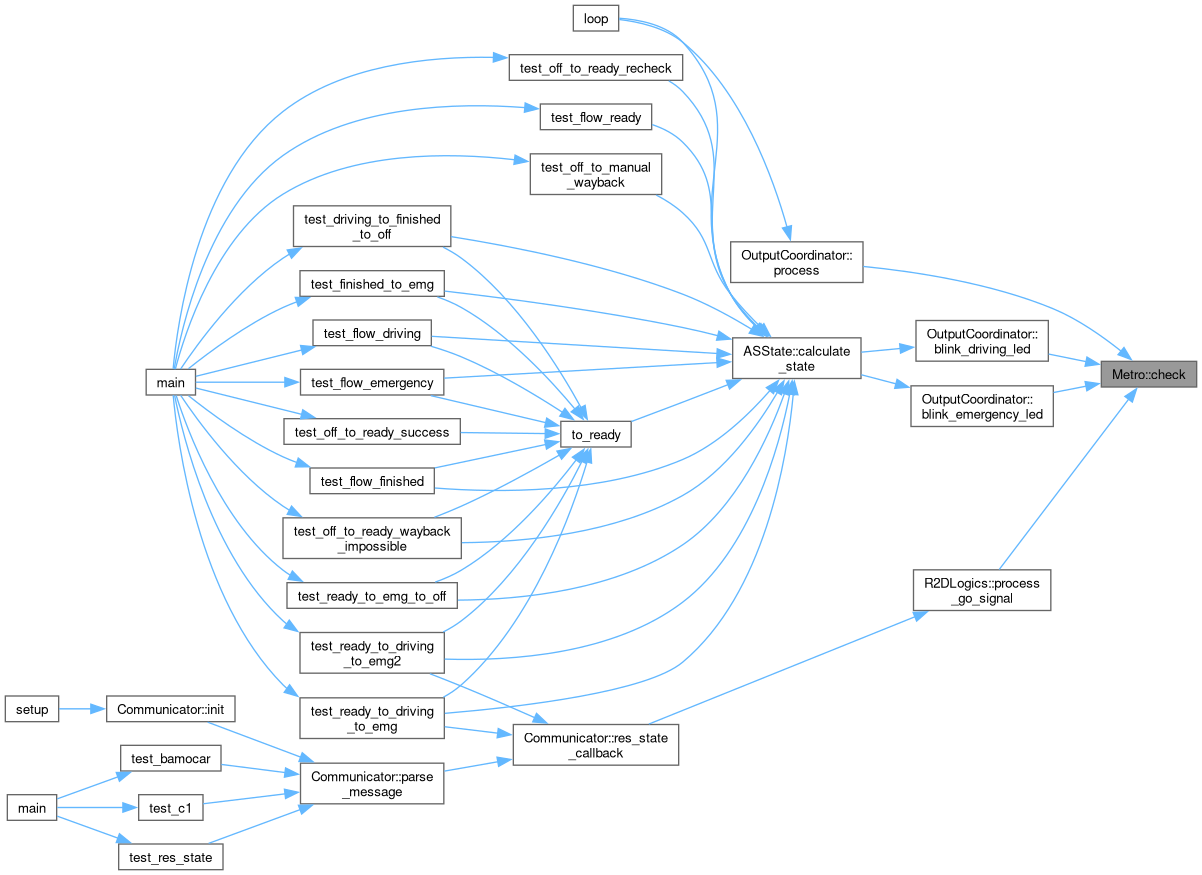 loop
test_off_to_ready_recheck
test_flow_ready
test_off_to_manual
_wayback
test_driving_to_finished
_to_off
OutputCoordinator::
process
test_finished_to_emg
test_flow_driving
OutputCoordinator::
blink_driving_led
ASState::calculate
_state
Metro::check
main
test_flow_emergency
OutputCoordinator::
blink_emergency_led
test_off_to_ready_success
to_ready
test_flow_finished
test_off_to_ready_wayback
_impossible
R2DLogics::process
_go_signal
test_ready_to_emg_to_off
test_ready_to_driving
_to_emg2
setup
Communicator::init
test_ready_to_driving
_to_emg
Communicator::res_state
_callback
test_bamocar
Communicator::parse
_message
main
test_c1
test_res_state